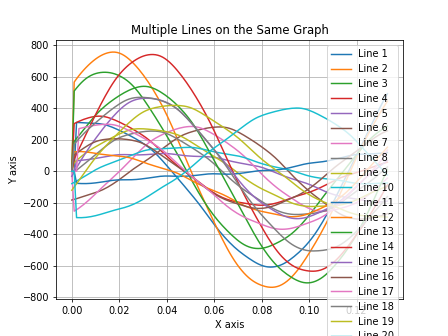 Multiple Lines on the Same Graph
800
600
400
200
0
−200
−400
−600
−800
Y axis
0.00
0.02
0.04
0.06
0.08
0.10
X axis
Line 1
Line 2
Line 3
Line 4
Line 5
Line 6
Line 7
Line 8
Line 9
Line 10
Line 11
Line 12
Line 13
Line 14
Line 15
Line 16
Line 17
Line 18
Line 19